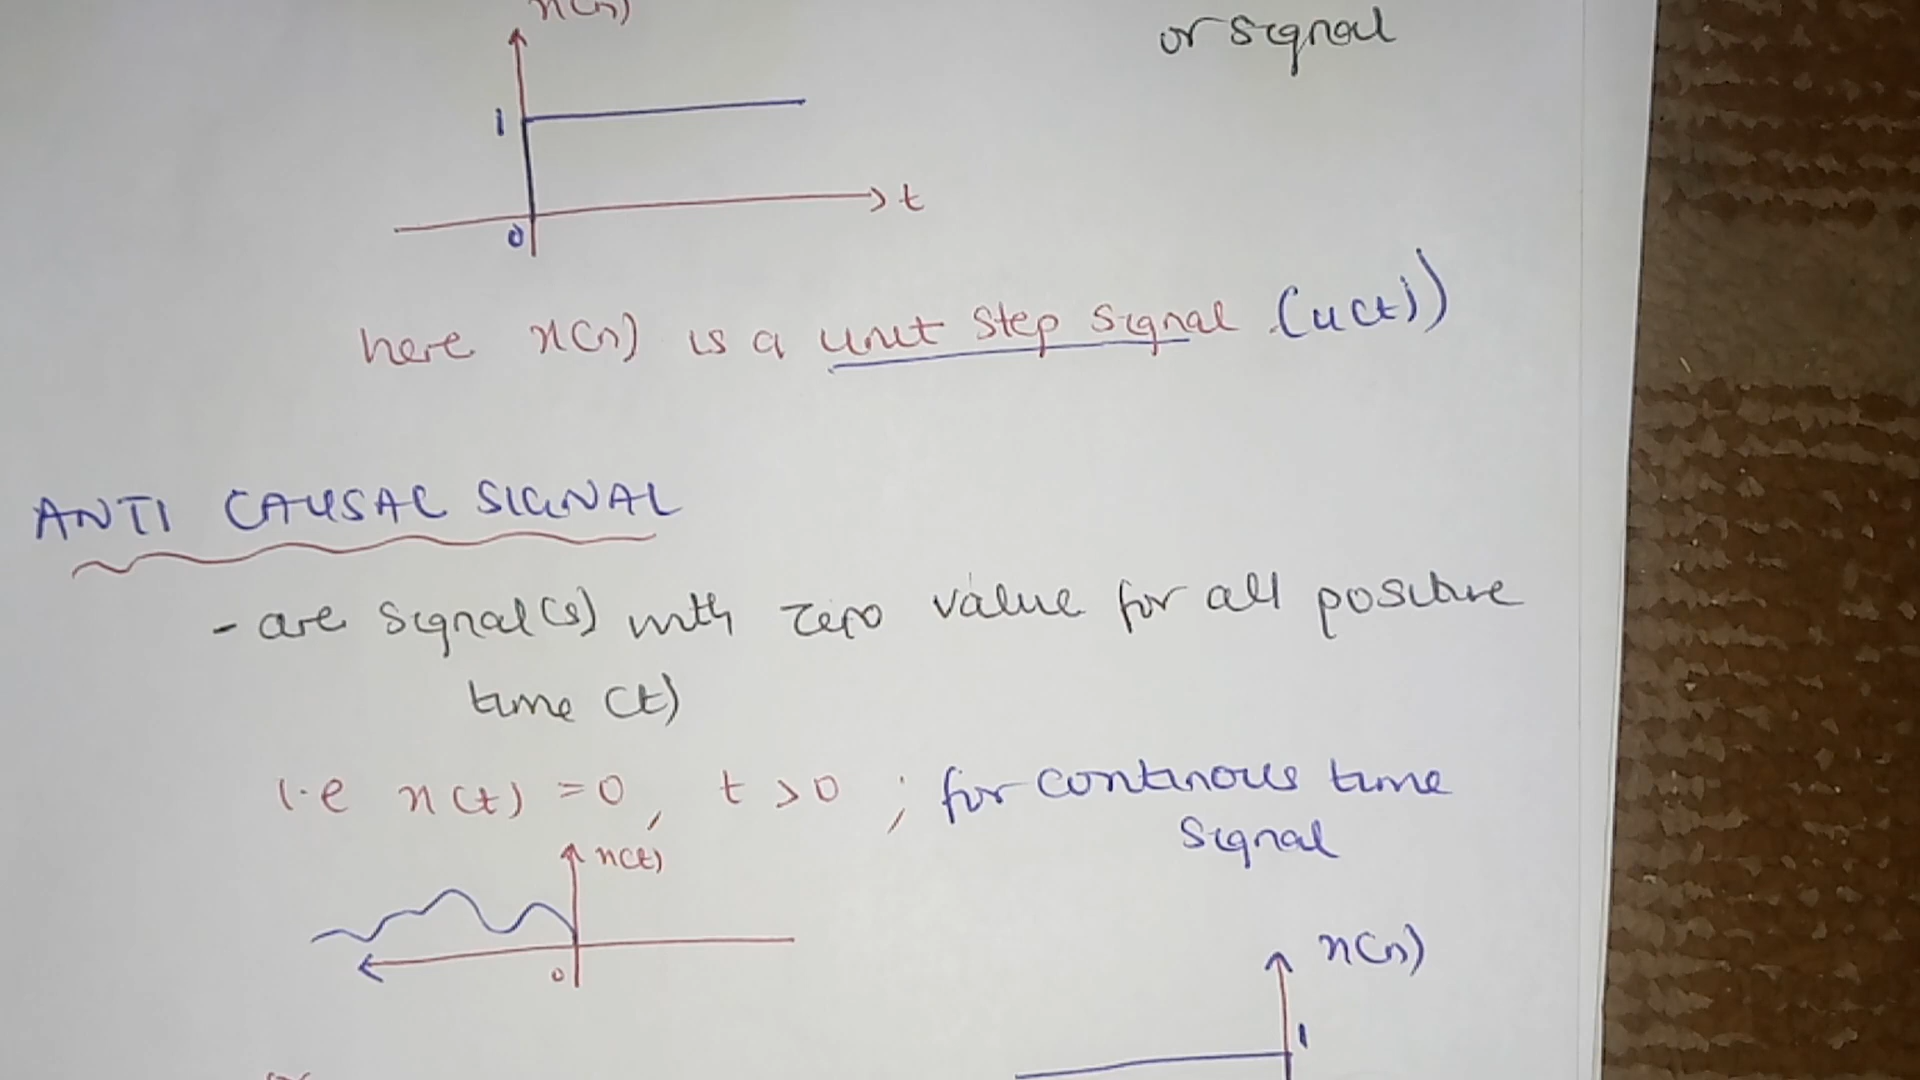 x(n)
or signal
1
t
0
here x(n) is a unit step signal (u(t))
ANTI CAUSAL SIGNAL
- are signal(s) with zero value for all positive
time (t)
i.e x(t) = 0, t > 0 ; for continous time
signal
x(t)
0
x(n)
1